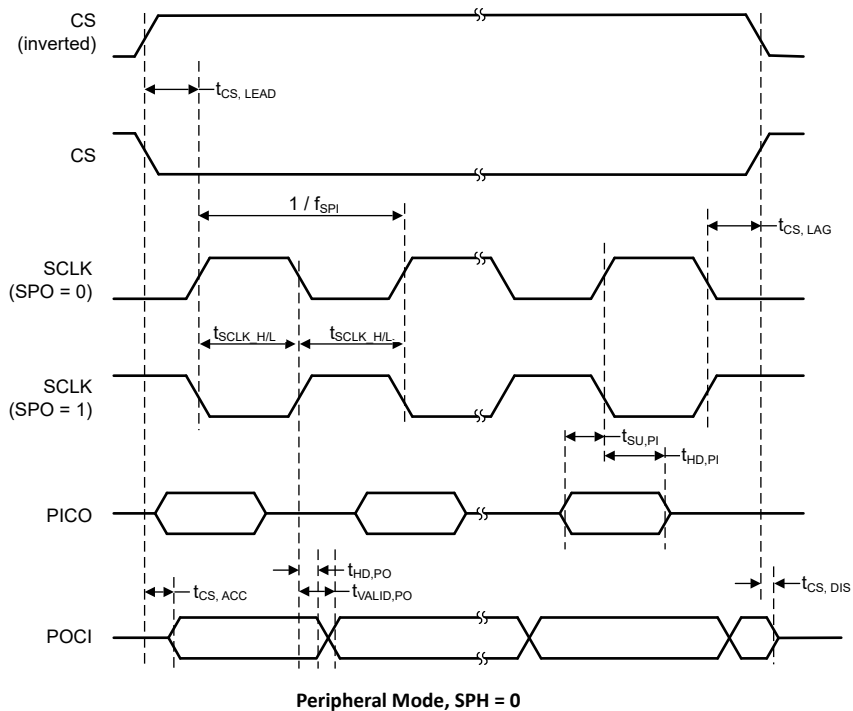 CS
(inverted)
tCS, LEAD
CS
1 / fSPI
tCS, LAG
SCLK
(SPO = 0)
tSCLK_H/L
tSCLK_H/L.
SCLK
(SPO = 1)
tSU,PI
tHD,PI
PICO
tHD,PO
tCS, ACC
tVALID,PO
tCS, DIS
POCI
Peripheral Mode, SPH = 0